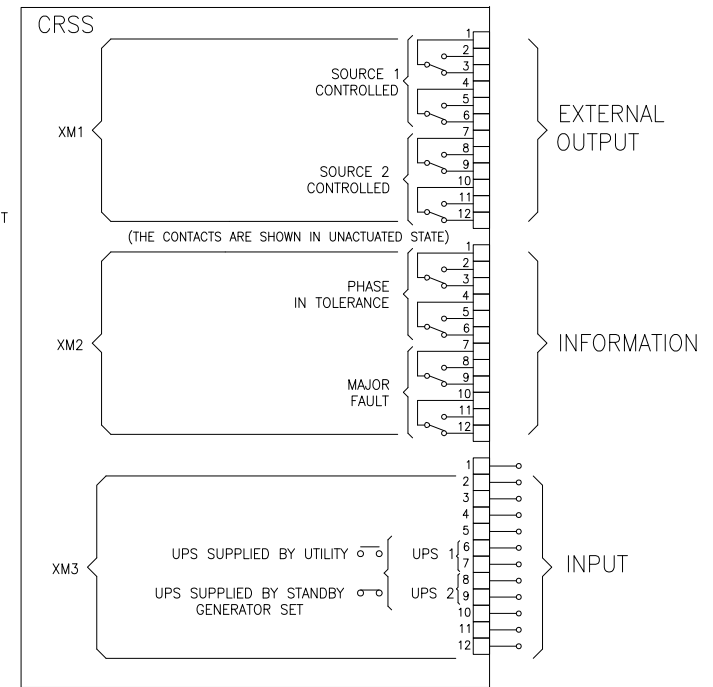 CRSS
1
2
SOURCE 1
CONTROLLED
3
4
5
6
XM1
7
EXTERNAL
OUTPUT
8
SOURCE 2
CONTROLLED
9
10
11
12
T
(THE CONTACTS ARE SHOWN IN UNACTUATED STATE)
1
2
PHASE
IN TOLERANCE
3
4
5
6
XM2
7
INFORMATION
8
MAJOR
FAULT
9
10
11
12
1
2
3
4
5
UPS SUPPLIED BY UTILITY
UPS 1
6
7
XM3
INPUT
UPS SUPPLIED BY STANDBY
GENERATOR SET
UPS 2
8
9
10
11
12